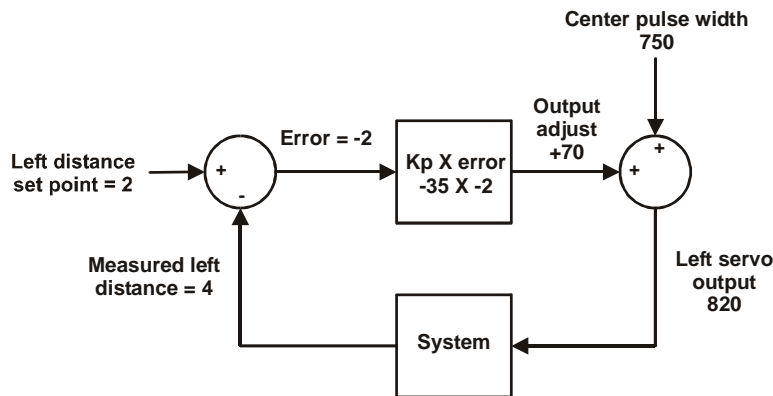 Center pulse width
750
Output
adjust
+70
Error = -2
Kp X error
-35 X -2
Left distance
set point = 2
+
-
+
+
Measured left
distance = 4
System
Left servo
output
820